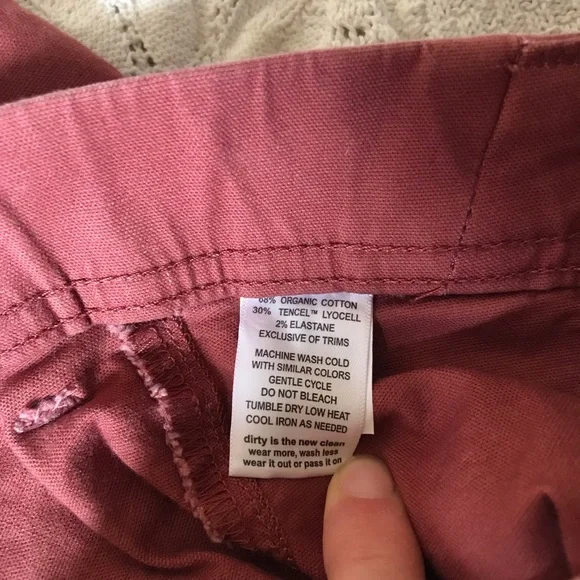 68% ORGANIC COTTON
30% TENCEL™ LYOCELL
2% ELASTANE
EXCLUSIVE OF TRIMS
MACHINE WASH COLD
WITH SIMILAR COLORS
GENTLE CYCLE
DO NOT BLEACH
TUMBLE DRY LOW HEAT
COOL IRON AS NEEDED
dirty is the new clean
wear more, wash less
wear it out or pass it on